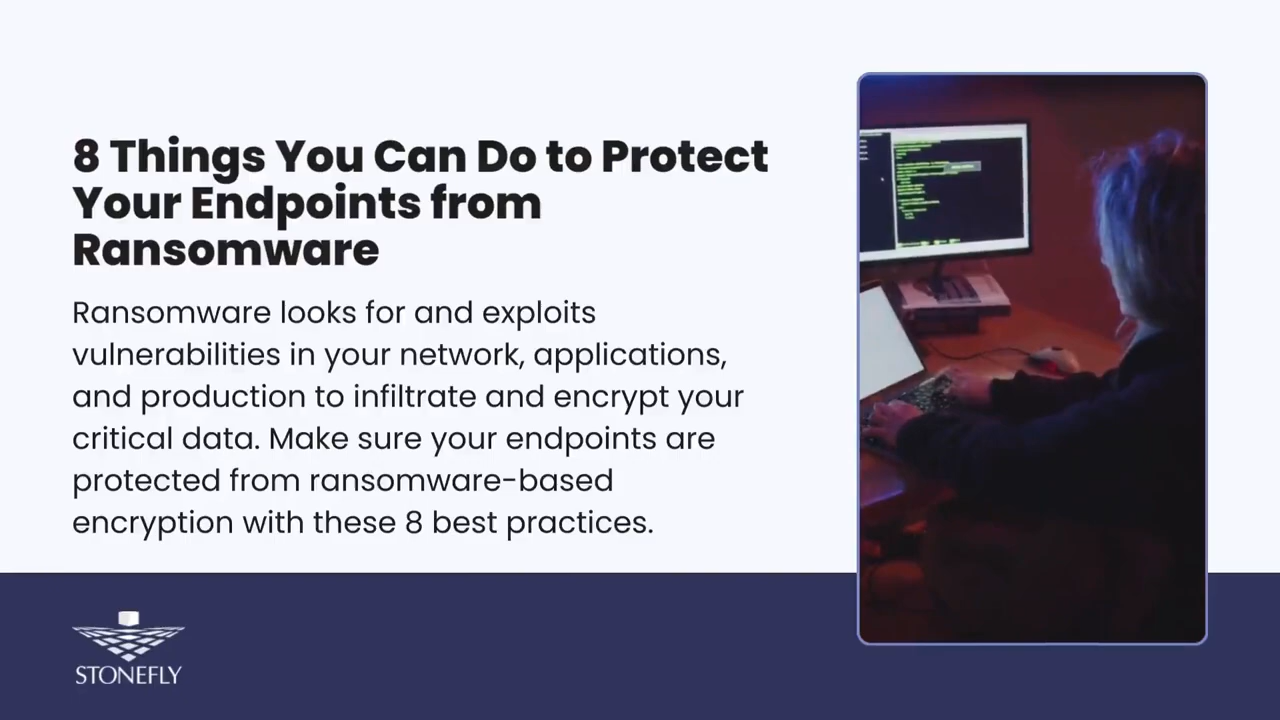 8 Things You Can Do to Protect
Your Endpoints from
Ransomware
Ransomware looks for and exploits
vulnerabilities in your network, applications,
and production to infiltrate and encrypt your
critical data. Make sure your endpoints are
protected from ransomware-based
encryption with these 8 best practices.
STONEFLY